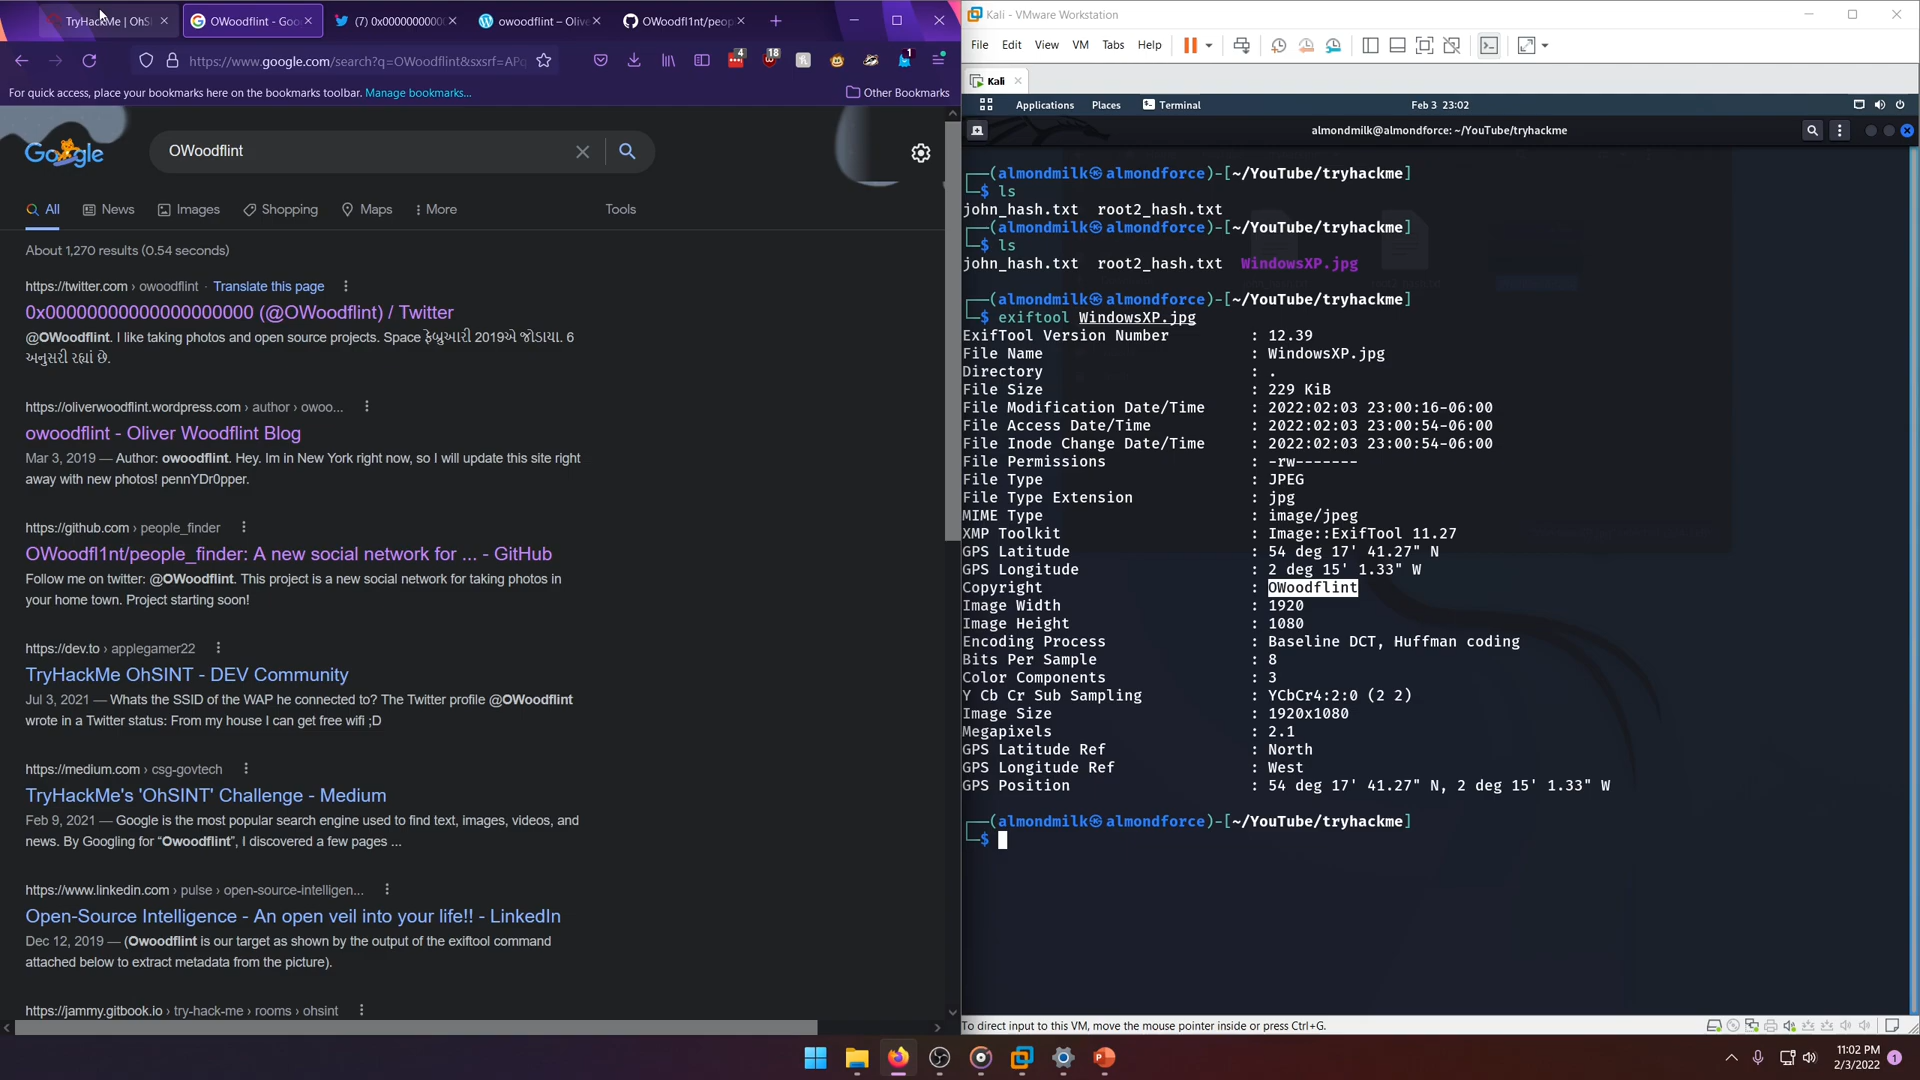 TryHackMe | OhSI
OWoodflint - Goo
(7) 0x0000000000
owoodflint – Olive
OWoodfl1nt/peop
https://www.google.com/search?q=OWoodflint&sxsrf=APq
4
18
1
For quick access, place your bookmarks here on the bookmarks toolbar. Manage bookmarks...
Other Bookmarks
Google
OWoodflint
All
News
Images
Shopping
Maps
More
Tools
About 1,270 results (0.54 seconds)
https://twitter.com › owoodflint · Translate this page
0x00000000000000000000 (@OWoodflint) / Twitter
@OWoodflint. I like taking photos and open source projects. Space ફેબ્રુઆરી 2019એ જોડાયા. 6
અનુસરી રહ્યાં છે.
https://oliverwoodflint.wordpress.com › author › owoo...
owoodflint - Oliver Woodflint Blog
Mar 3, 2019 — Author: owoodflint. Hey. Im in New York right now, so I will update this site right
away with new photos! pennYDr0pper.
https://github.com › people_finder
OWoodfl1nt/people_finder: A new social network for ... - GitHub
Follow me on twitter: @OWoodflint. This project is a new social network for taking photos in
your home town. Project starting soon!
https://dev.to › applegamer22
TryHackMe OhSINT - DEV Community
Jul 3, 2021 — Whats the SSID of the WAP he connected to? The Twitter profile @OWoodflint
wrote in a Twitter status: From my house I can get free wifi ;D
https://medium.com › csg-govtech
TryHackMe's 'OhSINT' Challenge - Medium
Feb 9, 2021 — Google is the most popular search engine used to find text, images, videos, and
news. By Googling for “Owoodflint”, I discovered a few pages ...
https://www.linkedin.com › pulse › open-source-intelligen...
Open-Source Intelligence - An open veil into your life!! - LinkedIn
Dec 12, 2019 — (Owoodflint is our target as shown by the output of the exiftool command
attached below to extract metadata from the picture).
https://jammy.gitbook.io › try-hack-me › rooms › ohsint
Kali - VMware Workstation
File Edit View VM Tabs Help
Kali
Applications Places Terminal
Feb 3 23:02
almondmilk@almondforce: ~/YouTube/tryhackme
┌──(almondmilk㉿almondforce)-[~/YouTube/tryhackme]
└─$ ls
john_hash.txt root2_hash.txt
┌──(almondmilk㉿almondforce)-[~/YouTube/tryhackme]
└─$ ls
john_hash.txt root2_hash.txt WindowsXP.jpg
┌──(almondmilk㉿almondforce)-[~/YouTube/tryhackme]
└─$ exiftool WindowsXP.jpg
ExifTool Version Number : 12.39
File Name : WindowsXP.jpg
Directory : .
File Size : 229 KiB
File Modification Date/Time : 2022:02:03 23:00:16-06:00
File Access Date/Time : 2022:02:03 23:00:54-06:00
File Inode Change Date/Time : 2022:02:03 23:00:54-06:00
File Permissions : -rw-------
File Type : JPEG
File Type Extension : jpg
MIME Type : image/jpeg
XMP Toolkit : Image::ExifTool 11.27
GPS Latitude : 54 deg 17' 41.27" N
GPS Longitude : 2 deg 15' 1.33" W
Copyright : OWoodflint
Image Width : 1920
Image Height : 1080
Encoding Process : Baseline DCT, Huffman coding
Bits Per Sample : 8
Color Components : 3
Y Cb Cr Sub Sampling : YCbCr4:2:0 (2 2)
Image Size : 1920x1080
Megapixels : 2.1
GPS Latitude Ref : North
GPS Longitude Ref : West
GPS Position : 54 deg 17' 41.27" N, 2 deg 15' 1.33" W
┌──(almondmilk㉿almondforce)-[~/YouTube/tryhackme]
└─$
To direct input to this VM, move the mouse pointer inside or press Ctrl+G.
11:02 PM
2/3/2022
1